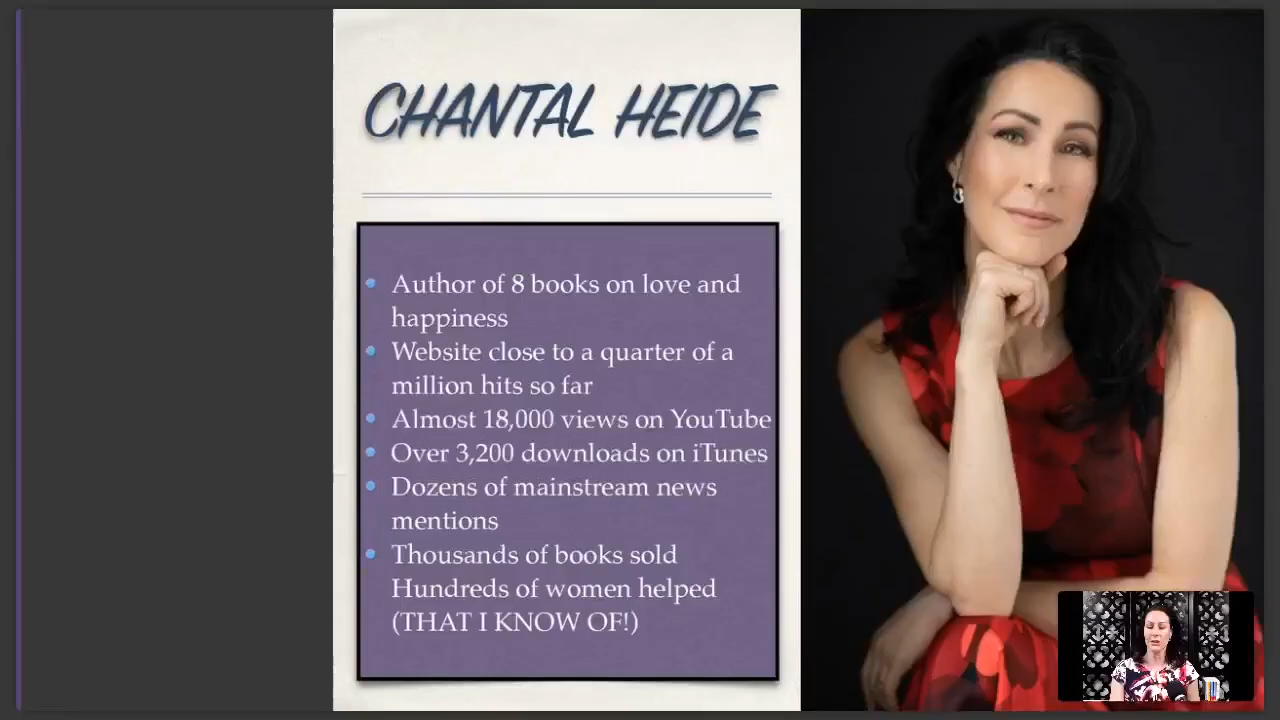 CHANTAL HEIDE
Author of 8 books on love and
happiness
Website close to a quarter of a
million hits so far
Almost 18,000 views on YouTube
Over 3,200 downloads on iTunes
Dozens of mainstream news
mentions
Thousands of books sold
Hundreds of women helped
(THAT I KNOW OF!)